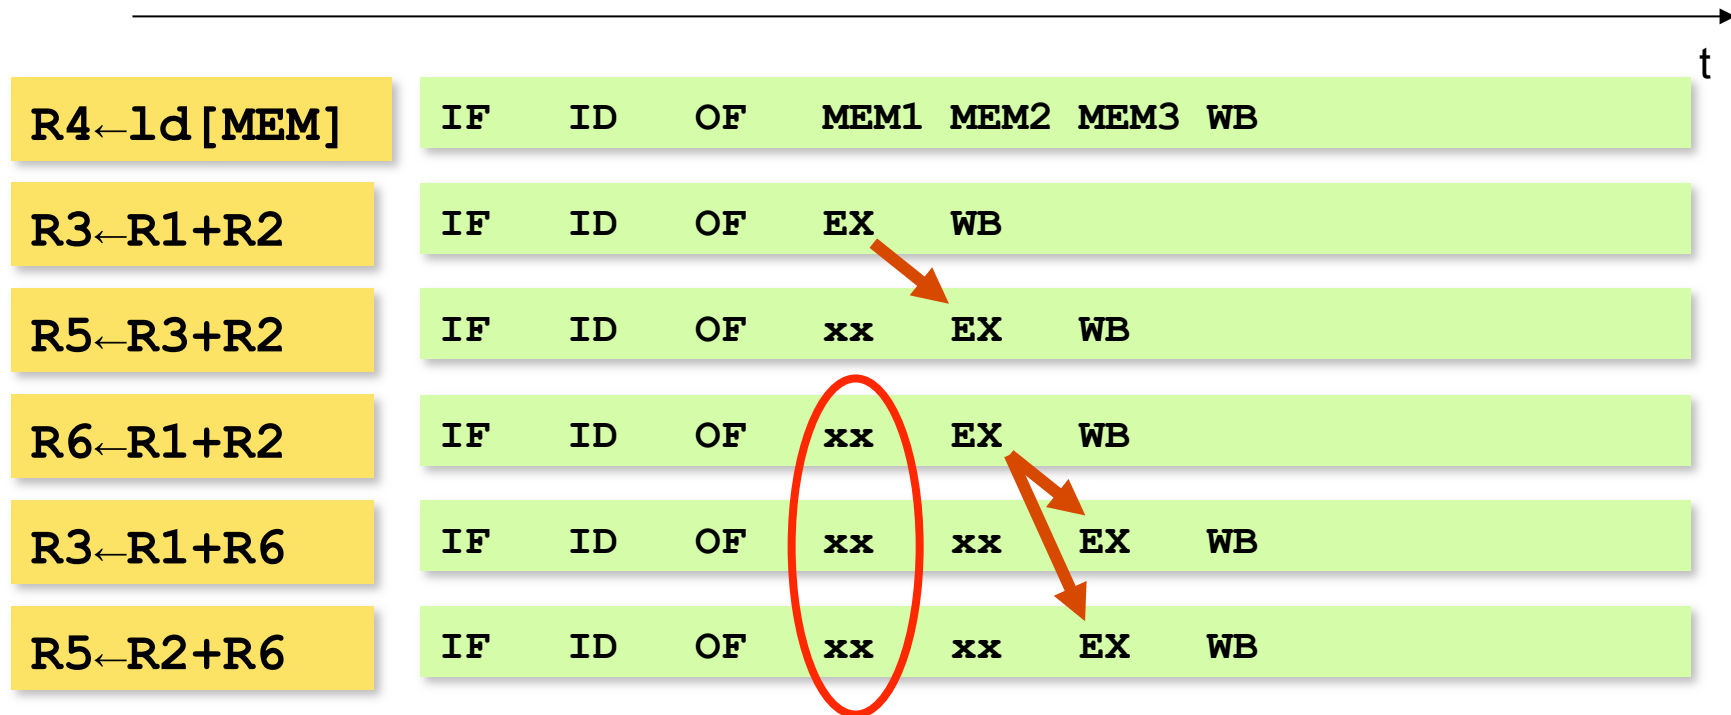 t
R4←ld[MEM] IF ID OF MEM1 MEM2 MEM3 WB
R3←R1+R2 IF ID OF EX WB
R5←R3+R2 IF ID OF xx EX WB
R6←R1+R2 IF ID OF xx EX WB
R3←R1+R6 IF ID OF xx xx EX WB
R5←R2+R6 IF ID OF xx xx EX WB